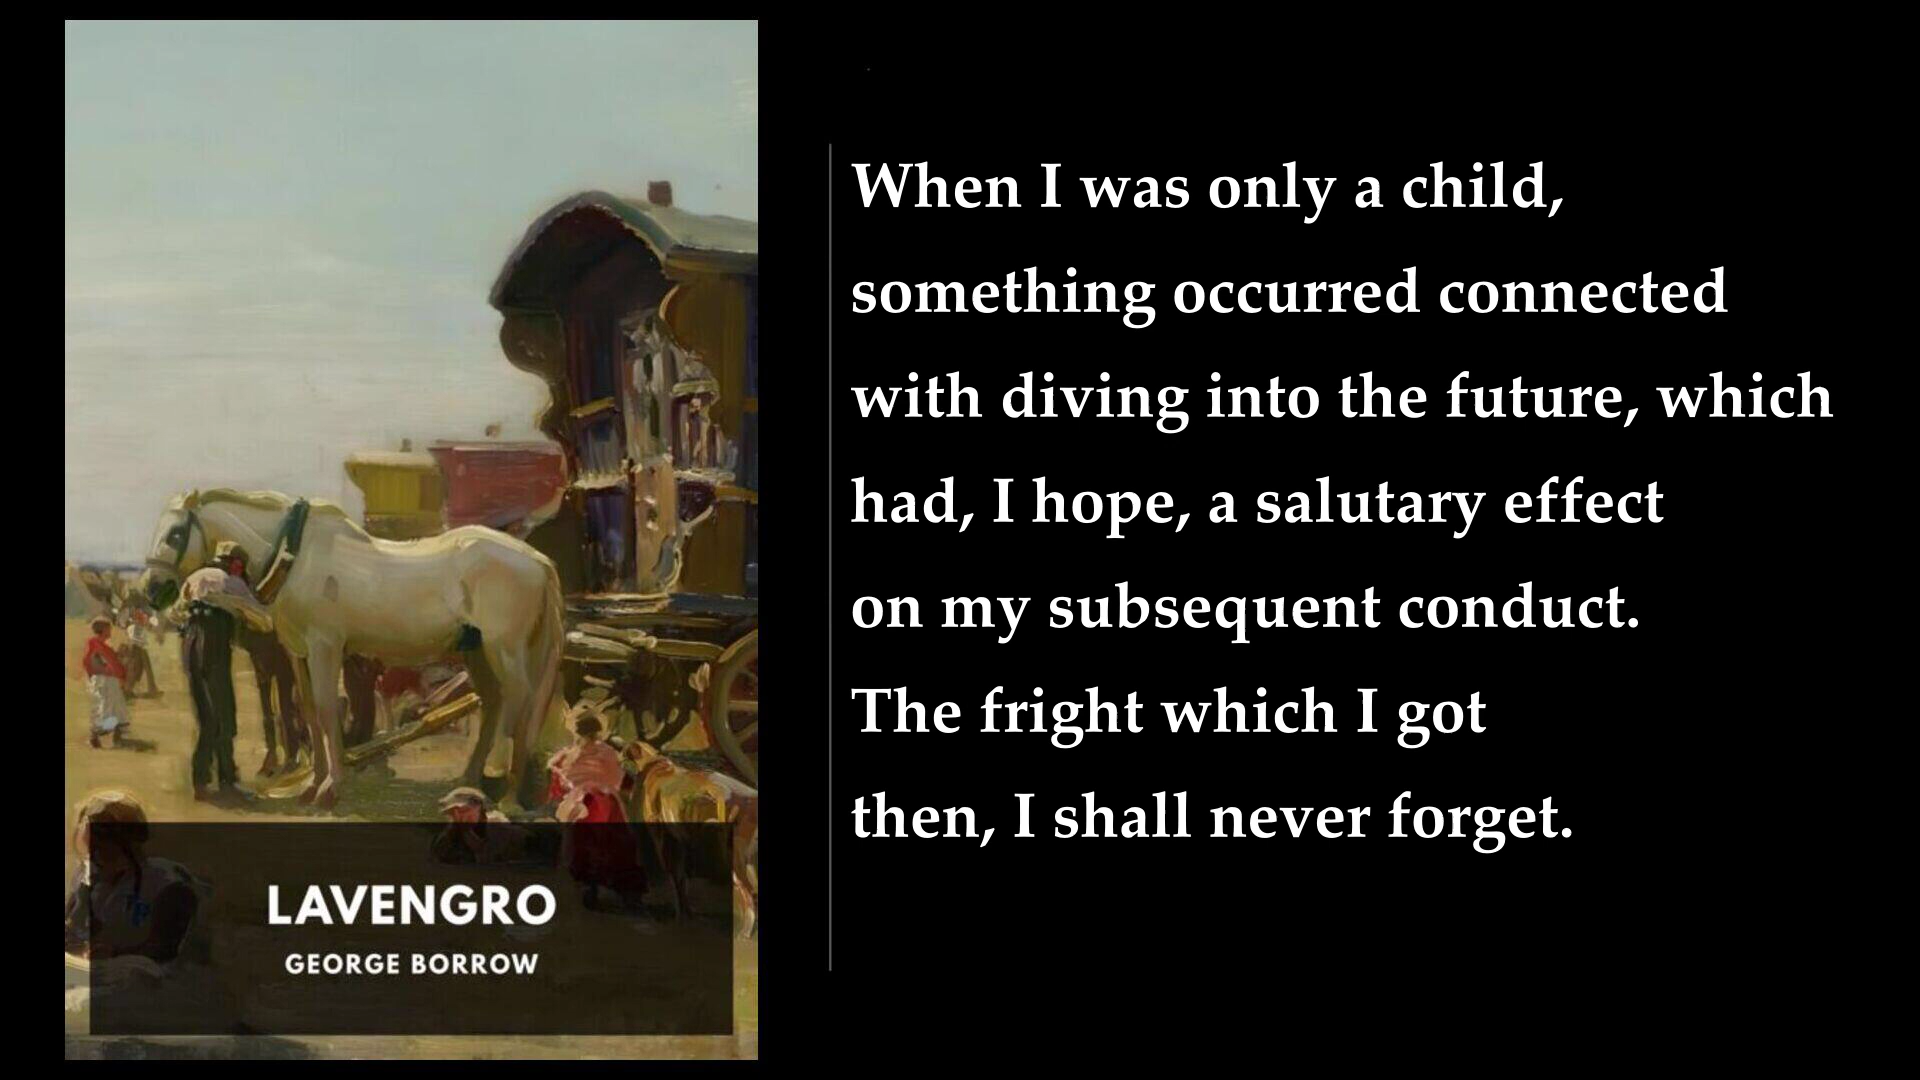 LAVENGRO
GEORGE BORROW
When I was only a child,
something occurred connected
with diving into the future, which
had, I hope, a salutary effect
on my subsequent conduct.
The fright which I got
then, I shall never forget.